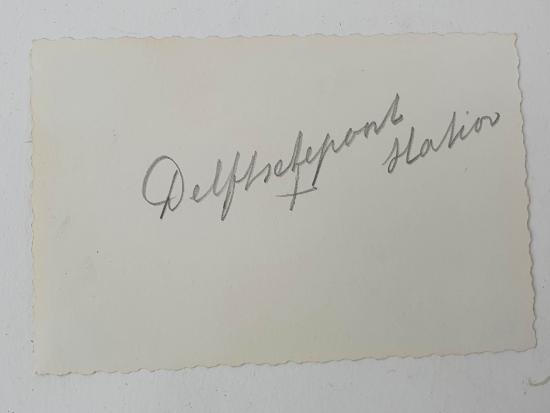 Delftschepoort
Station
+